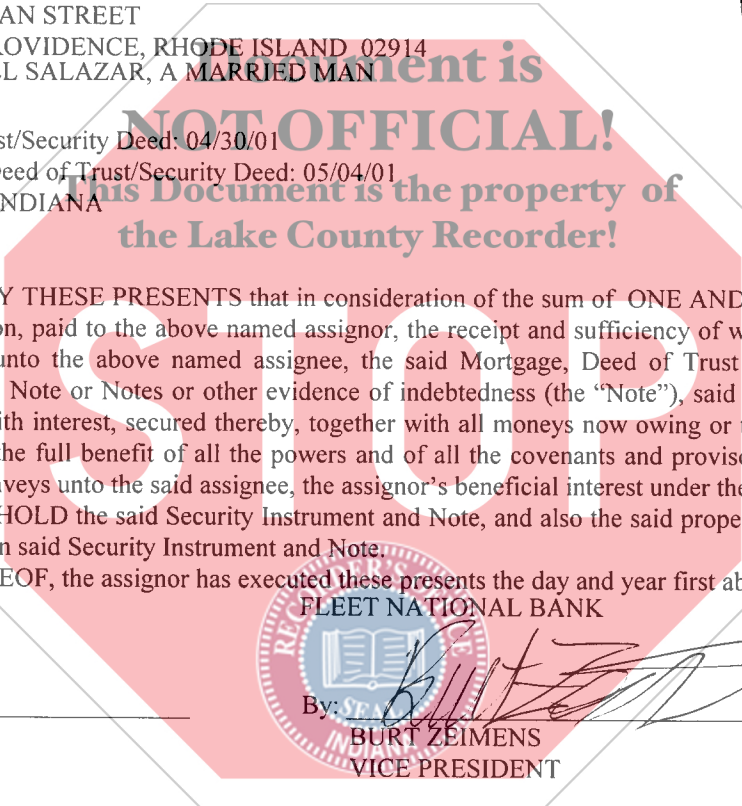 AN STREET
ROVIDENCE, RHODE ISLAND 02914
L SALAZAR, A MARRIED MAN
Document is
NOT OFFICIAL!
st/Security Deed: 04/30/01
eed of Trust/Security Deed: 05/04/01
This Document is the property of
NDIANA
the Lake County Recorder!
STOP
Y THESE PRESENTS that in consideration of the sum of ONE AND
on, paid to the above named assignor, the receipt and sufficiency of w
unto the above named assignee, the said Mortgage, Deed of Trust
Note or Notes or other evidence of indebtedness (the “Note”), said
ith interest, secured thereby, together with all moneys now owing or
the full benefit of all the powers and of all the covenants and proviso
veys unto the said assignee, the assignor’s beneficial interest under the
HOLD the said Security Instrument and Note, and also the said prope
n said Security Instrument and Note.
EOF, the assignor has executed these presents the day and year first ab
FLEET NATIONAL BANK
RECORDER'S OFFICE
SEAL
INDIANA
By:
BURT ZEIMENS
VICE PRESIDENT